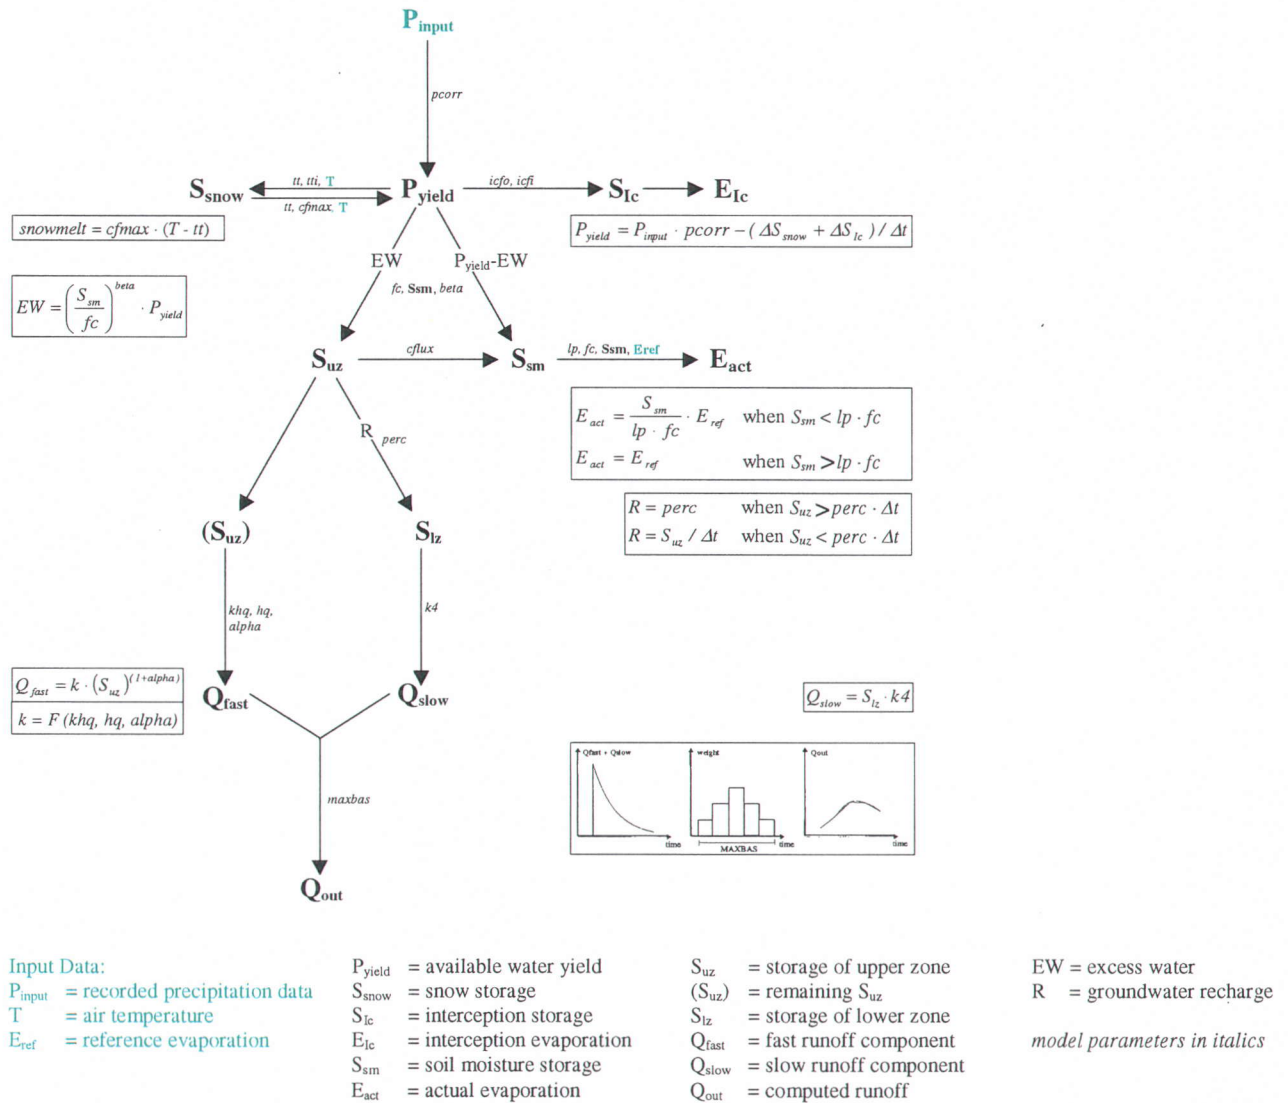 P_input
pcorr
S_snow
tt, tti, T
tt, cfmax, T
P_yield
icfo, icfi
S_Ic
E_Ic
snowmelt = cfmax · (T - tt)
P_yield = P_input · pcorr – ( ΔS_snow + ΔS_Ic ) / Δt
EW
P_yield-EW
fc, Ssm, beta
EW = (S_sm / fc)^beta · P_yield
S_uz
cflux
S_sm
lp, fc, Ssm, Eref
E_act
E_act = S_sm / (lp · fc) · E_ref when S_sm < lp · fc
E_act = E_ref when S_sm > lp · fc
R perc
R = perc when S_uz > perc · Δt
R = S_uz / Δt when S_uz < perc · Δt
(S_uz)
S_lz
khq, hq,
alpha
k4
Q_fast = k · (S_uz)^(1+alpha)
k = F (khq, hq, alpha)
Q_fast
Q_slow
Q_slow = S_lz · k4
Qfast + Qslow
time
weight
time
MAXBAS
Qout
time
maxbas
Q_out
Input Data:
P_input = recorded precipitation data
T = air temperature
E_ref = reference evaporation
P_yield = available water yield
S_snow = snow storage
S_Ic = interception storage
E_Ic = interception evaporation
S_sm = soil moisture storage
E_act = actual evaporation
S_uz = storage of upper zone
(S_uz) = remaining S_uz
S_lz = storage of lower zone
Q_fast = fast runoff component
Q_slow = slow runoff component
Q_out = computed runoff
EW = excess water
R = groundwater recharge
model parameters in italics